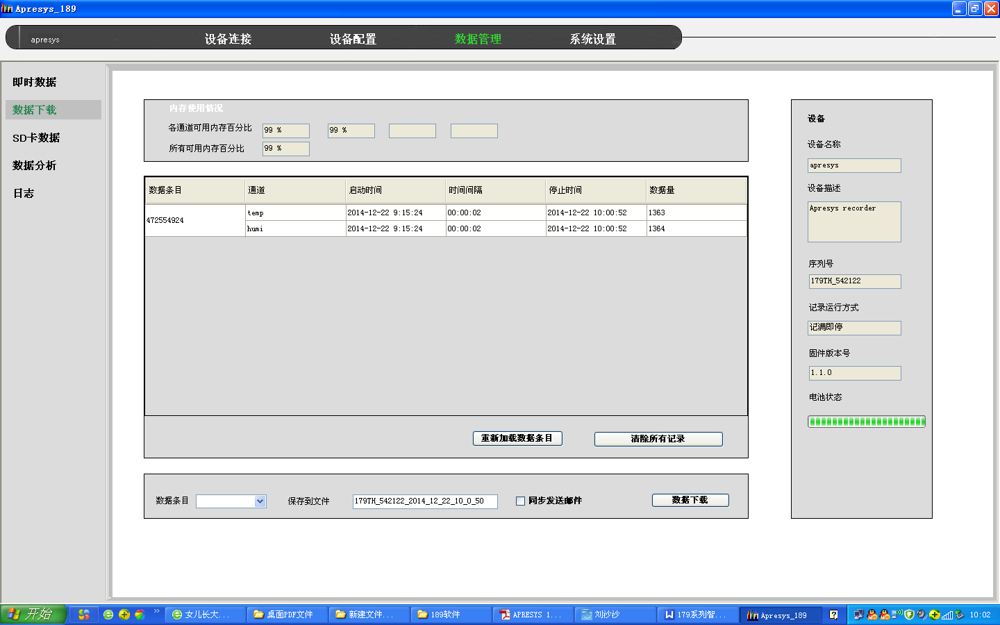 Apresys_189
apresys 设备连接 设备配置 数据管理 系统设置
即时数据
数据下载
SD卡数据
数据分析
日志
内存使用情况
各通道可用内存百分比 99 % 99 %
所有可用内存百分比 99 %
数据条目 通道 启动时间 时间间隔 停止时间 数据量
472554924
temp 2014-12-22 9:15:24 00:00:02 2014-12-22 10:00:52 1363
humi 2014-12-22 9:15:24 00:00:02 2014-12-22 10:00:52 1364
重新加载数据条目 清除所有记录
数据条目 保存到文件 179TH_542122_2014_12_22_10_0_50 同步发送邮件 数据下载
设备
设备名称
apresys
设备描述
Apresys recorder
序列号
179TH_542122
记录运行方式
记满即停
固件版本号
1.1.0
电池状态
开始 女儿长大... 桌面PDF文件 新建文件... 189软件 APRESYS 1... 刘沙沙 179系列智... Apresys_189 10:02